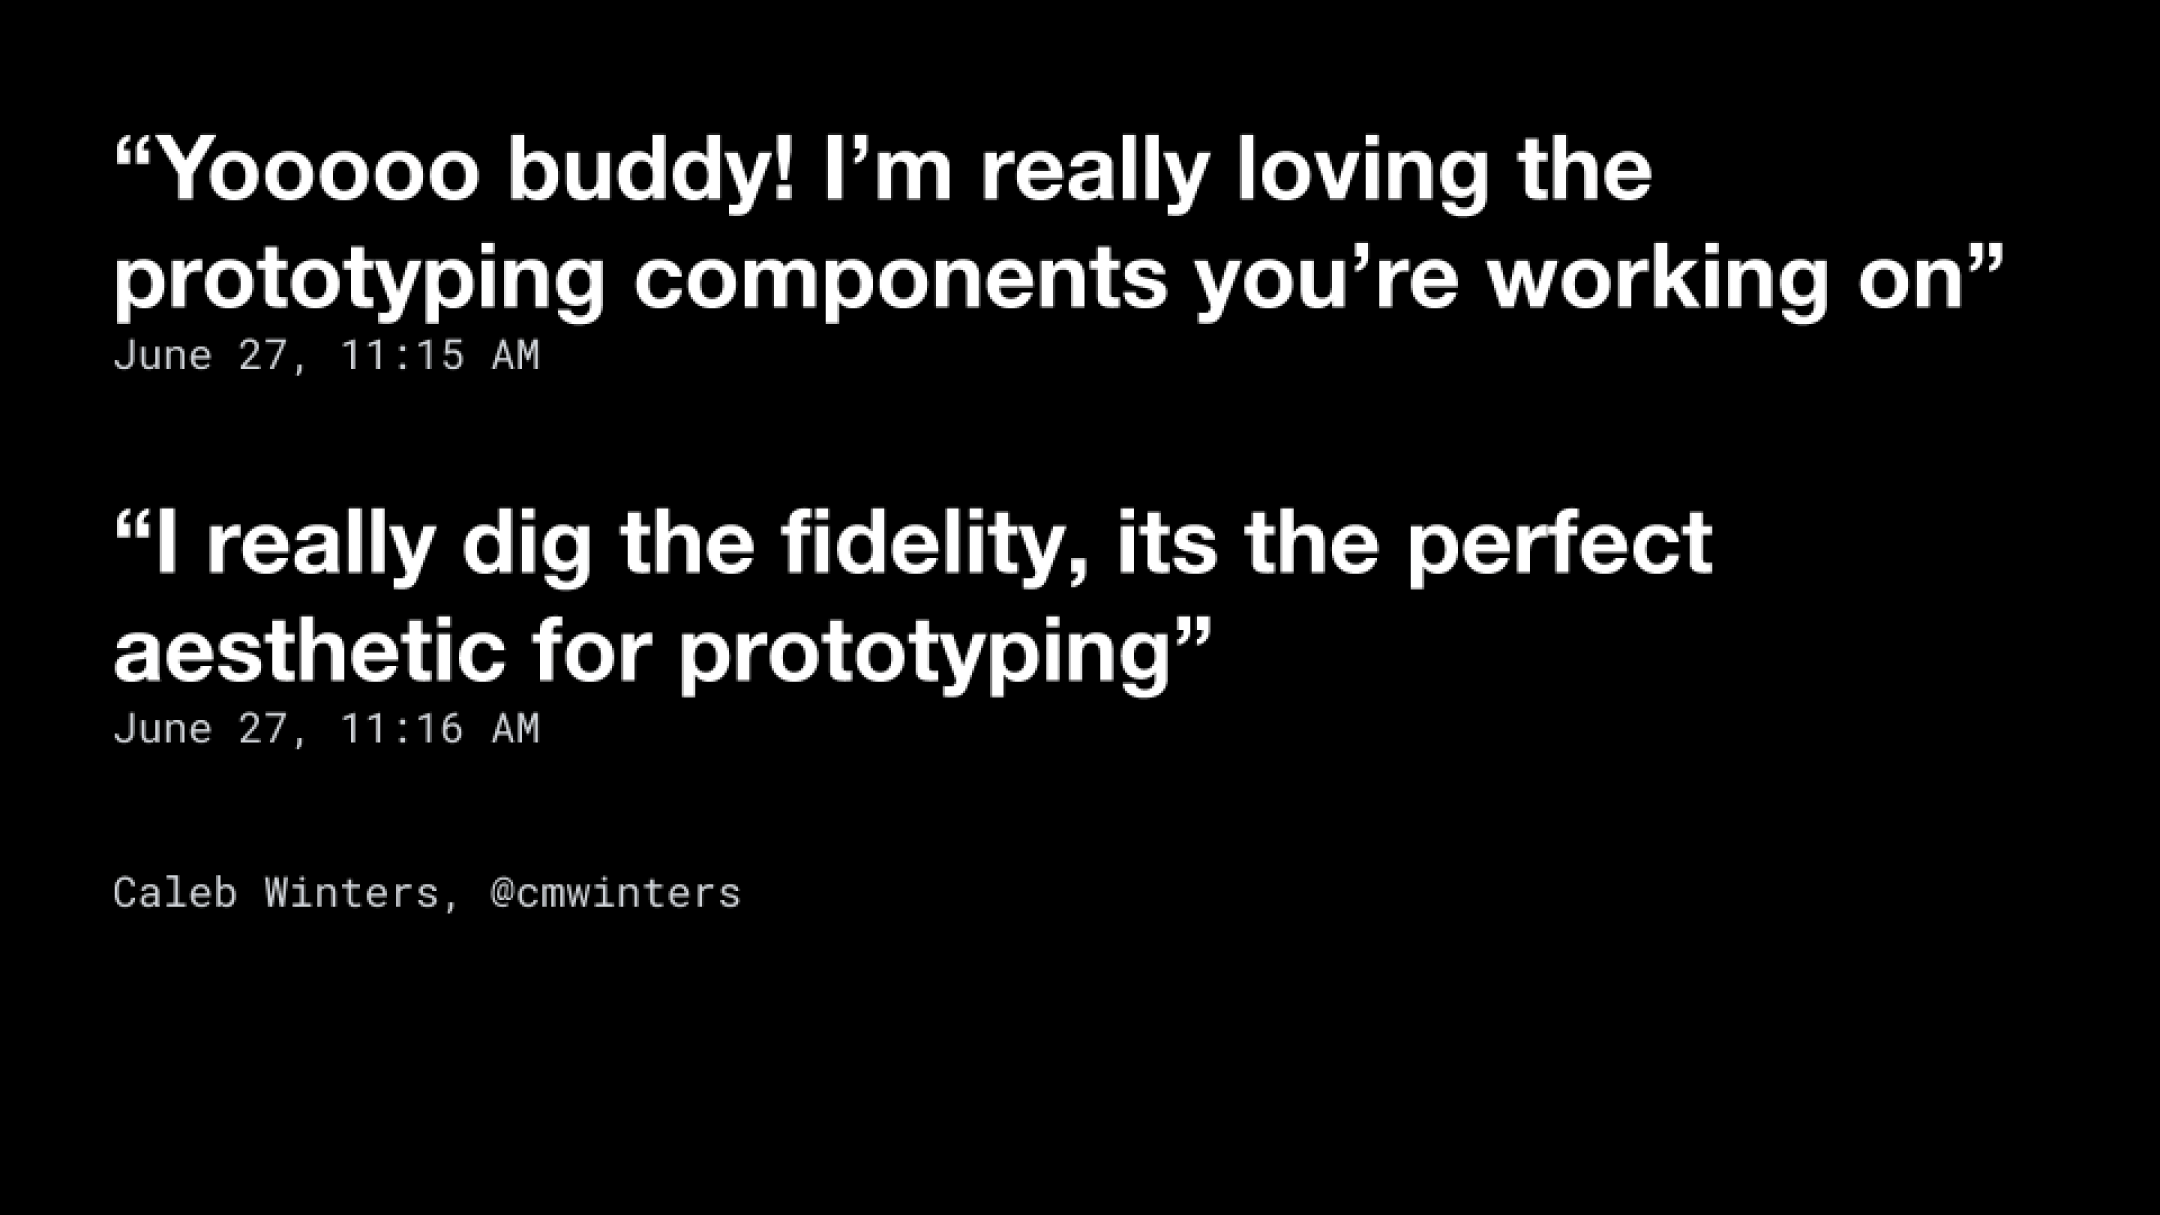 “Yooooo buddy! I’m really loving the
prototyping components you’re working on”
June 27, 11:15 AM
“I really dig the fidelity, its the perfect
aesthetic for prototyping”
June 27, 11:16 AM
Caleb Winters, @cmwinters